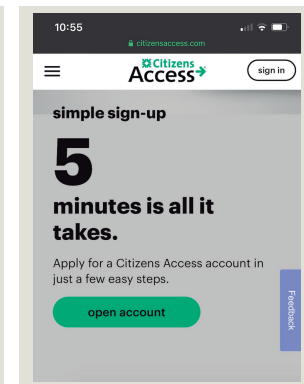 10:55
citizensaccess.com
Citizens
Access
sign in
simple sign-up
5
minutes is all it
takes.
Apply for a Citizens Access account in
just a few easy steps.
open account
Feedback